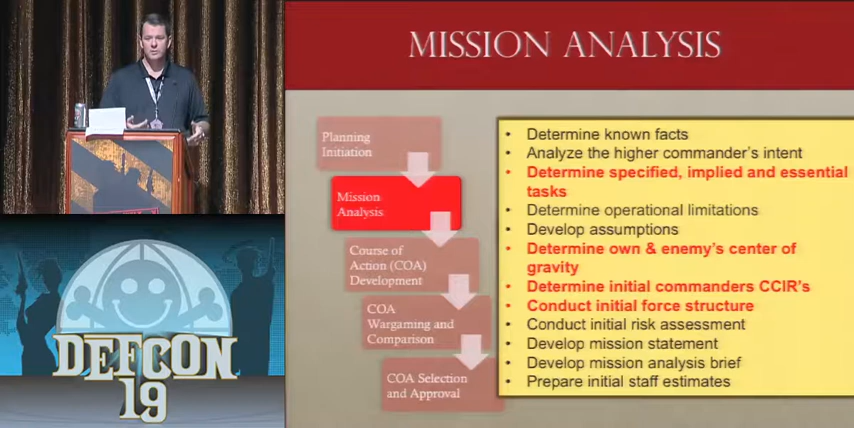 MISSION ANALYSIS
Planning
Initiation
Mission
Analysis
Course of
Action (COA)
Development
COA
Wargaming and
Comparison
COA Selection
and Approval
• Determine known facts
• Analyze the higher commander's intent
• Determine specified, implied and essential
tasks
• Determine operational limitations
• Develop assumptions
• Determine own & enemy's center of
gravity
• Determine initial commanders CCIR's
• Conduct initial force structure
• Conduct initial risk assessment
• Develop mission statement
• Develop mission analysis brief
• Prepare initial staff estimates
DEFCON
19